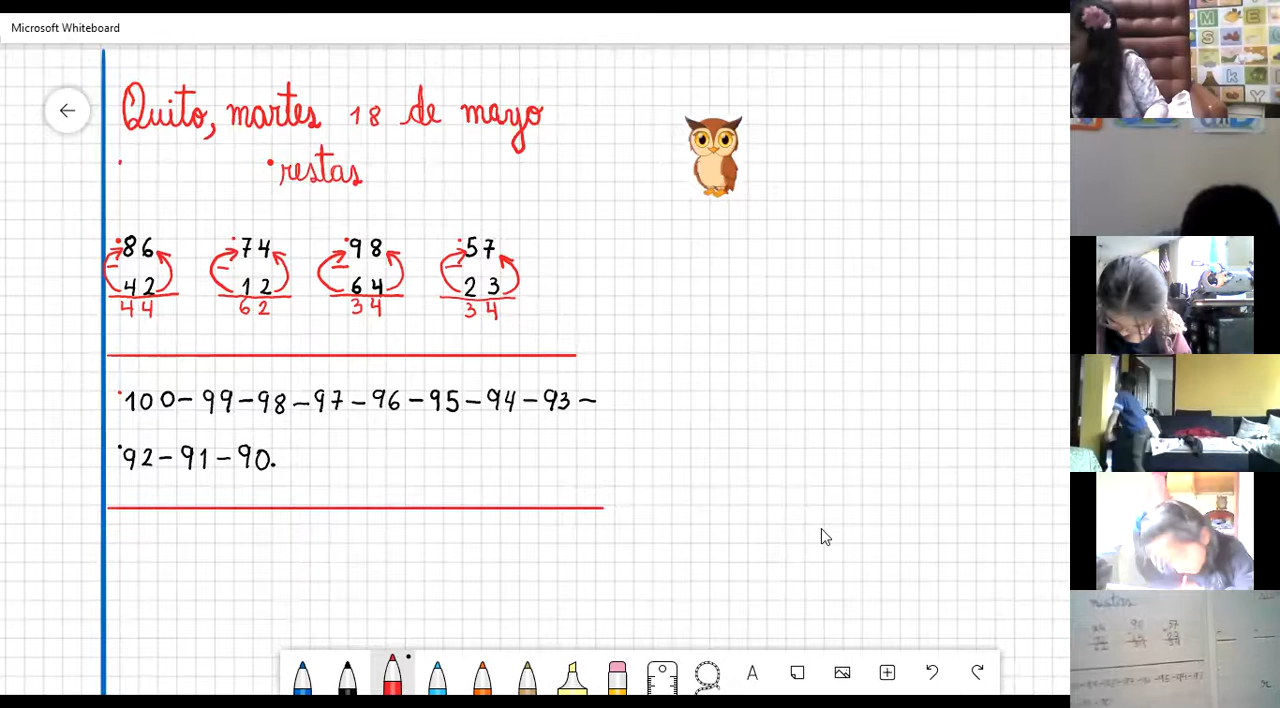 Microsoft Whiteboard
Quito, martes 18 de mayo
restas
86 74 98 57
- - - -
42 12 64 23
44 62 34 34
100-99-98-97-96-95-94-93-
92-91-90.
A